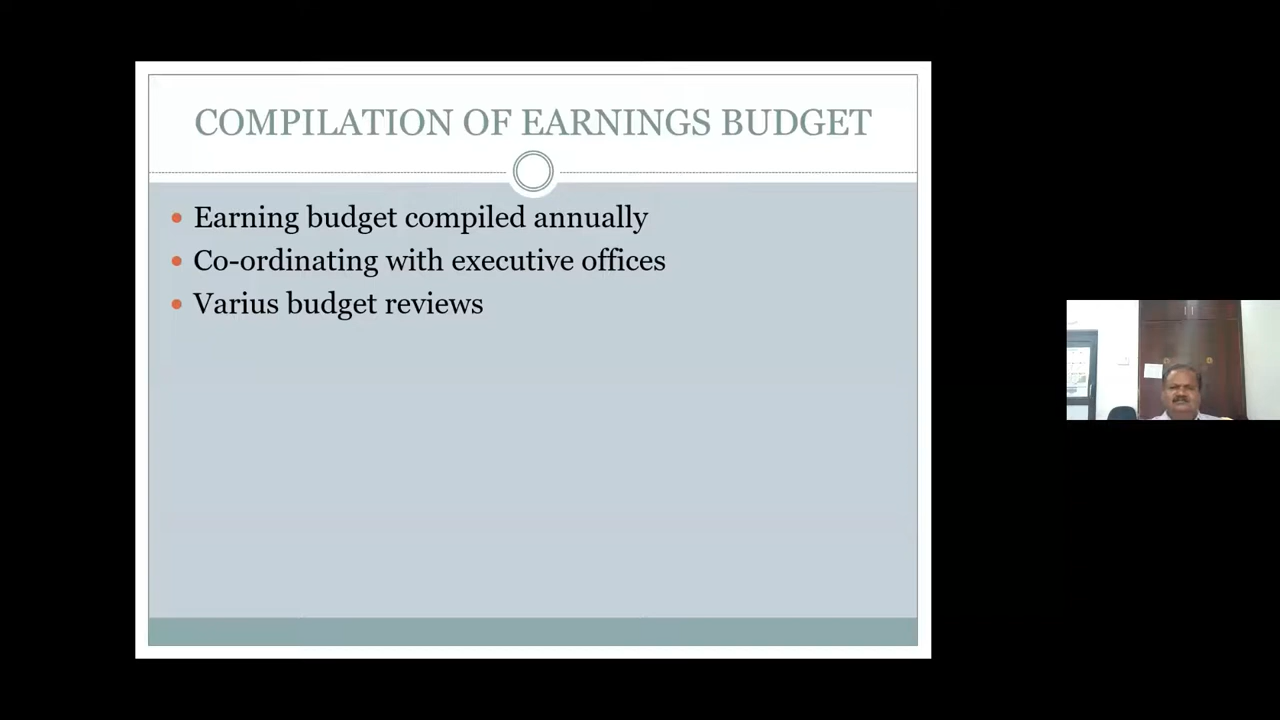 COMPILATION OF EARNINGS BUDGET
Earning budget compiled annually
Co-ordinating with executive offices
Varius budget reviews